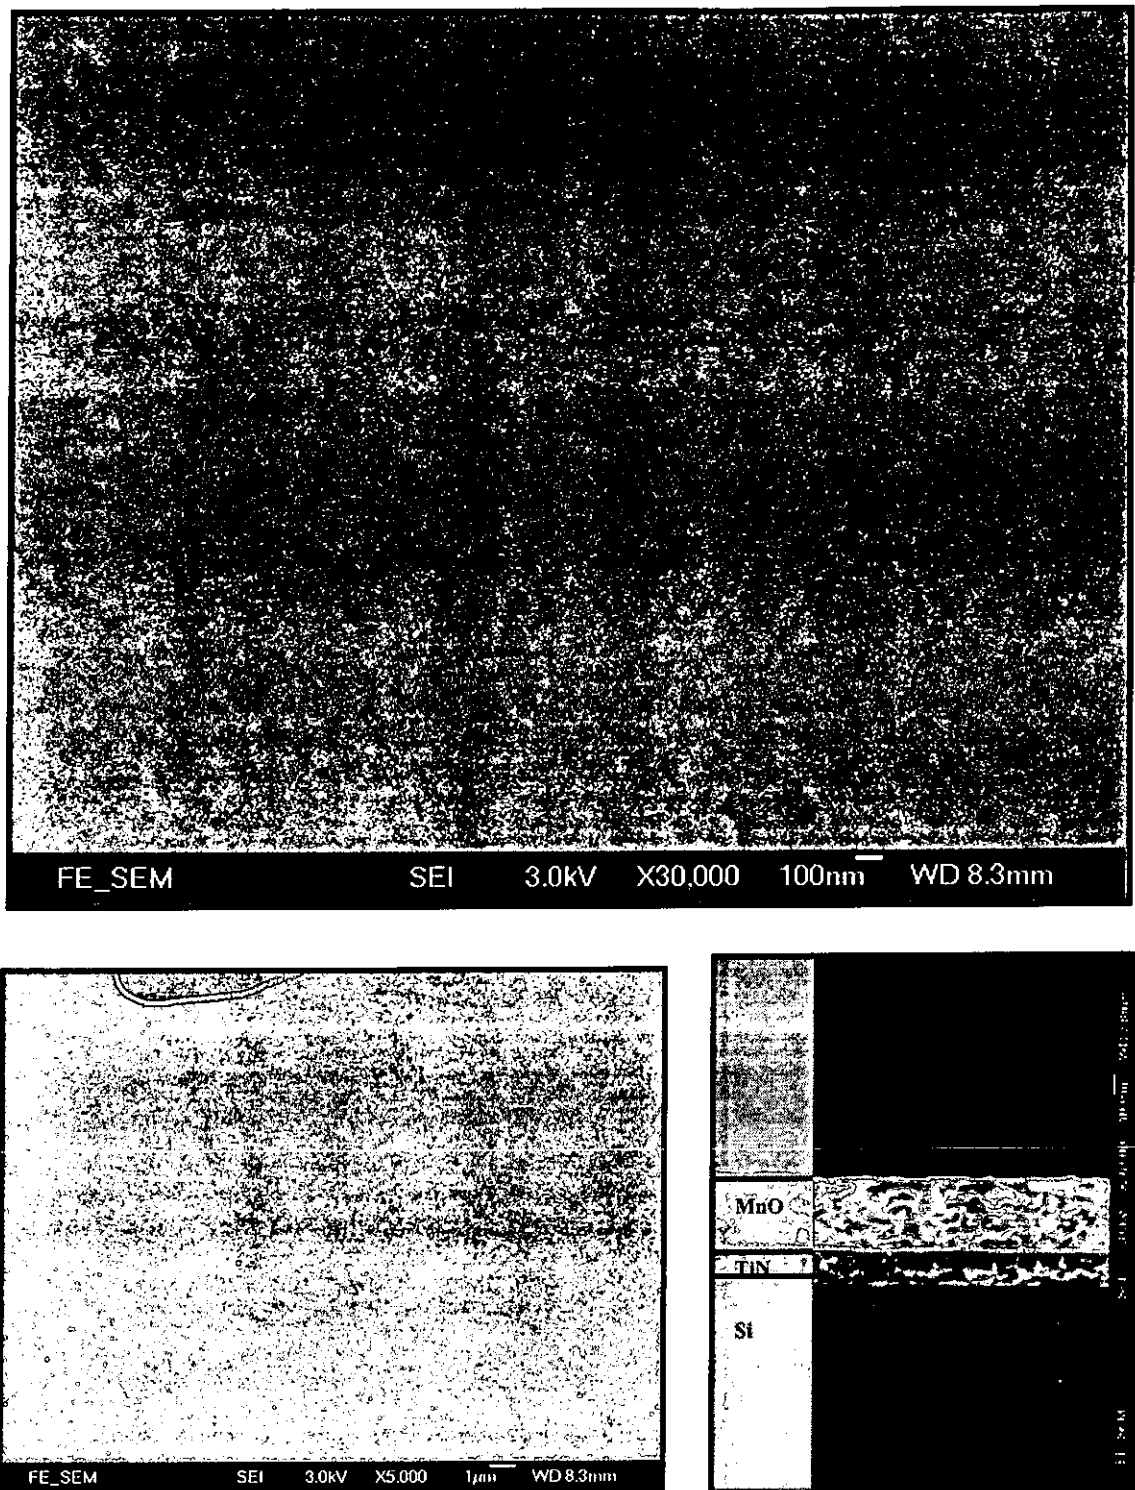 FE_SEM SEI 3.0kV X30,000 100nm WD 8.3mm
MnO
TiN
Si
FE_SEM SEI 3.0kV X5,000 1μm WD 8.3mm